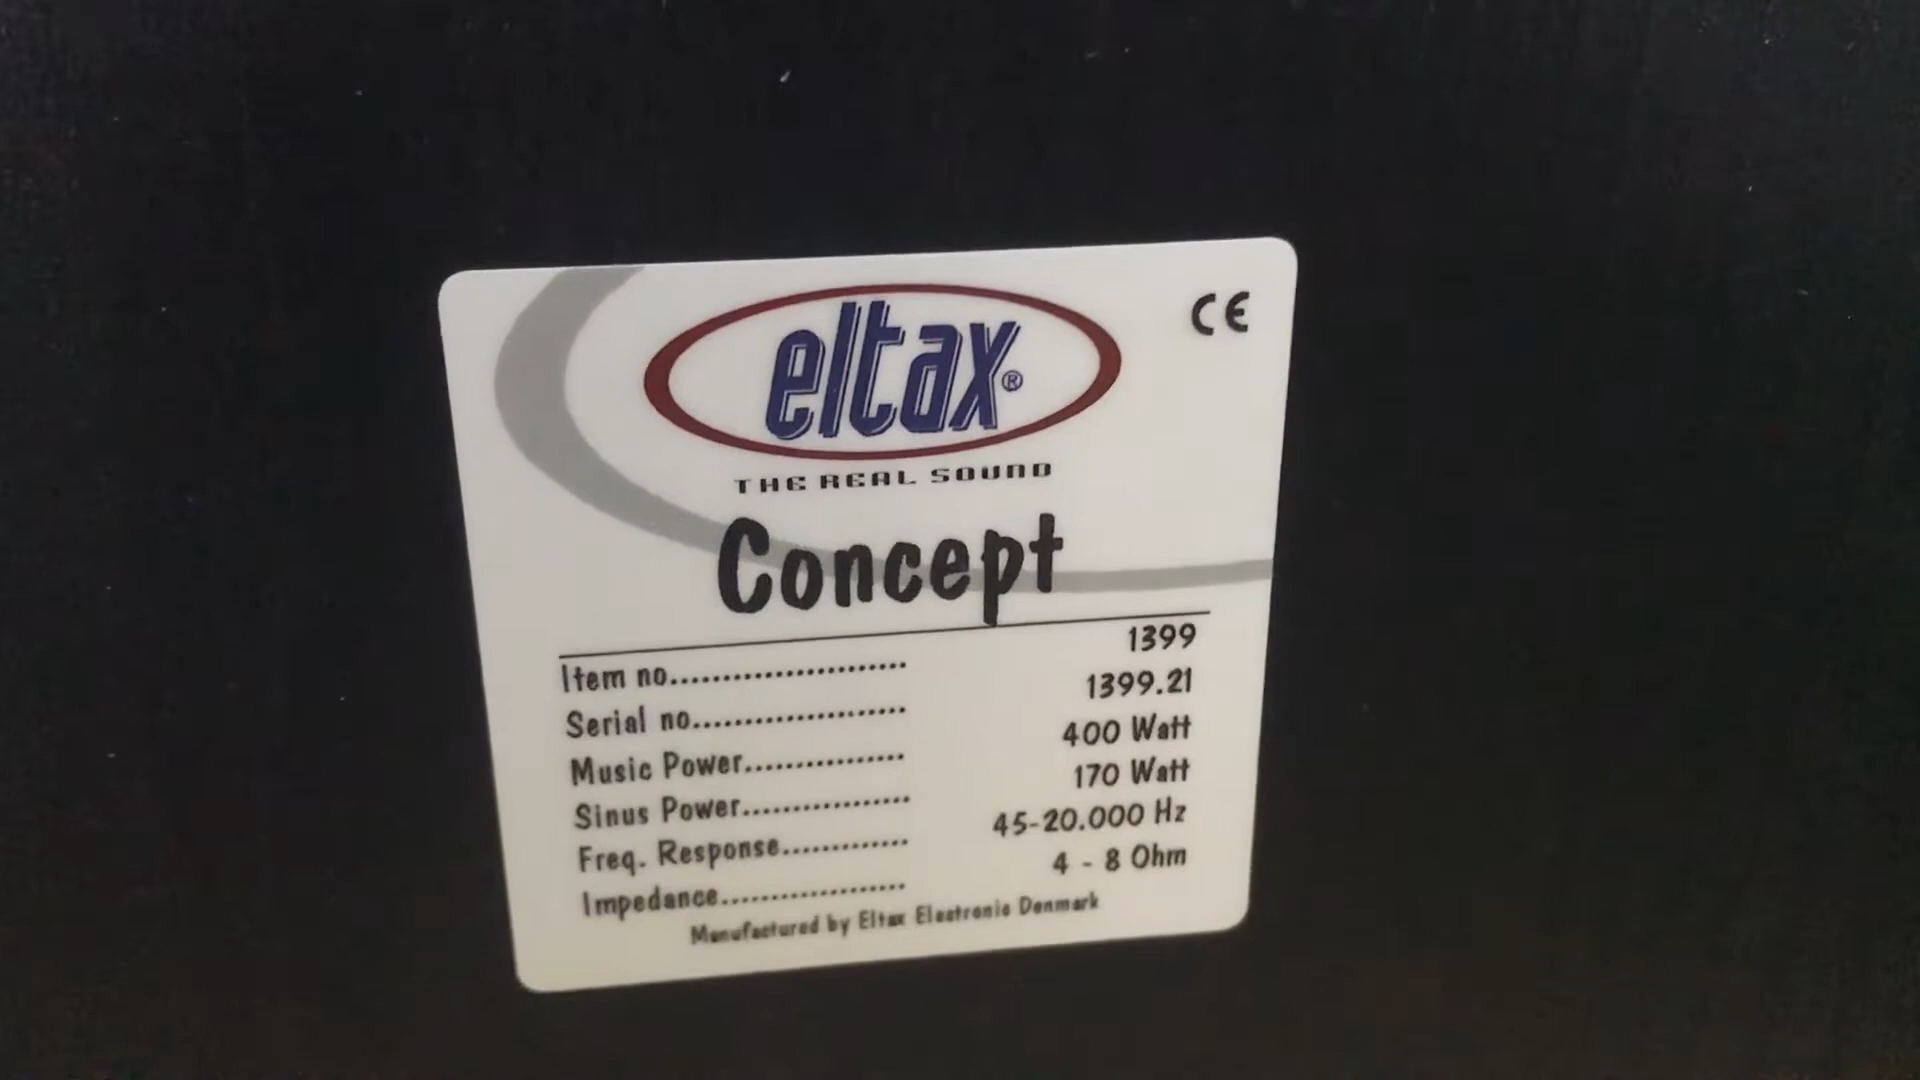 CE
eltax®
THE REAL SOUND
Concept
Item no...................... 1399
Serial no.................... 1399.21
Music Power............... 400 Watt
Sinus Power................ 170 Watt
Freq. Response............ 45-20.000 Hz
Impedance................. 4 - 8 Ohm
Manufactured by Eltax Electronic Denmark